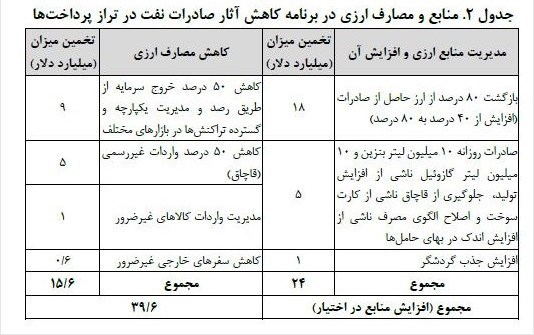 جدول ۲. منابع و مصارف ارزی در برنامه کاهش آثار صادرات نفت در تراز پرداخت‌ها
مدیریت منابع ارزی و افزایش آن
تخمین میزان
(میلیارد دلار)
کاهش مصارف ارزی
تخمین میزان
(میلیارد دلار)
بازگشت ۸۰ درصد از ارز حاصل از صادرات
(افزایش از ۴۰ درصد به ۸۰ درصد)
۱۸
کاهش ۵۰ درصد خروج سرمایه از
طریق رصد و مدیریت یکپارچه و
گسترده تراکنش‌ها در بازارهای مختلف
۹
صادرات روزانه ۱۰ میلیون لیتر بنزین و ۱۰
میلیون لیتر گازوئیل ناشی از افزایش
تولید، جلوگیری از قاچاق ناشی از کارت
سوخت و اصلاح الگوی مصرف ناشی از
افزایش اندک در بهای حامل‌ها
۵
کاهش ۵۰ درصد واردات غیررسمی
(قاچاق)
۵
مدیریت واردات کالاهای غیرضرور
۱
افزایش جذب گردشگر
۱
کاهش سفرهای خارجی غیرضرور
۰/۶
مجموع
۲۴
مجموع
۱۵/۶
مجموع (افزایش منابع در اختیار)
۳۹/۶